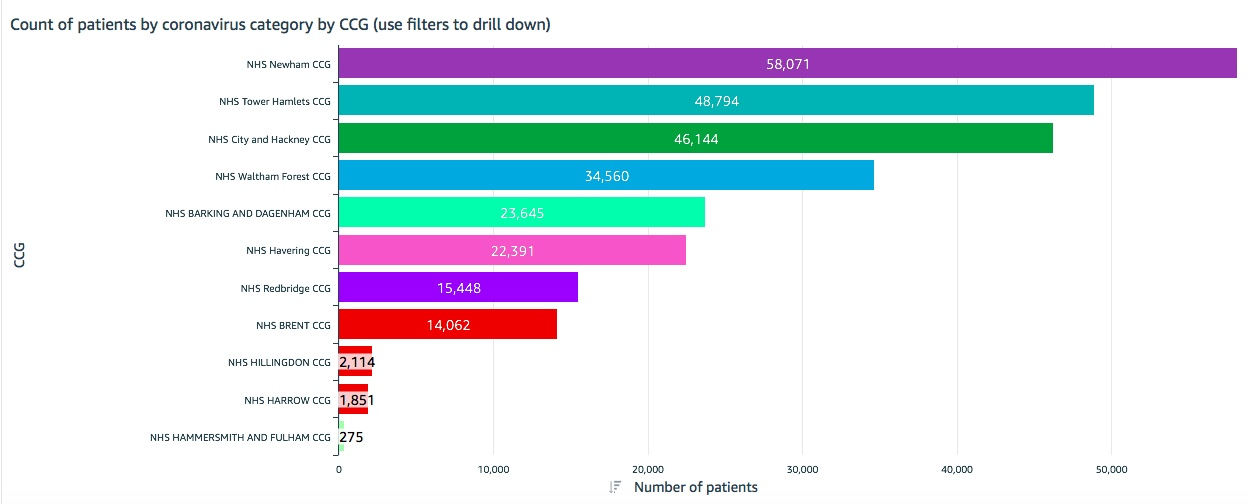 Count of patients by coronavirus category by CCG (use filters to drill down)
NHS Newham CCG 58,071
NHS Tower Hamlets CCG 48,794
NHS City and Hackney CCG 46,144
NHS Waltham Forest CCG 34,560
NHS BARKING AND DAGENHAM CCG 23,645
NHS Havering CCG 22,391
NHS Redbridge CCG 15,448
NHS BRENT CCG 14,062
NHS HILLINGDON CCG 2,114
NHS HARROW CCG 1,851
NHS HAMMERSMITH AND FULHAM CCG 275
CCG
0 10,000 20,000 30,000 40,000 50,000
Number of patients